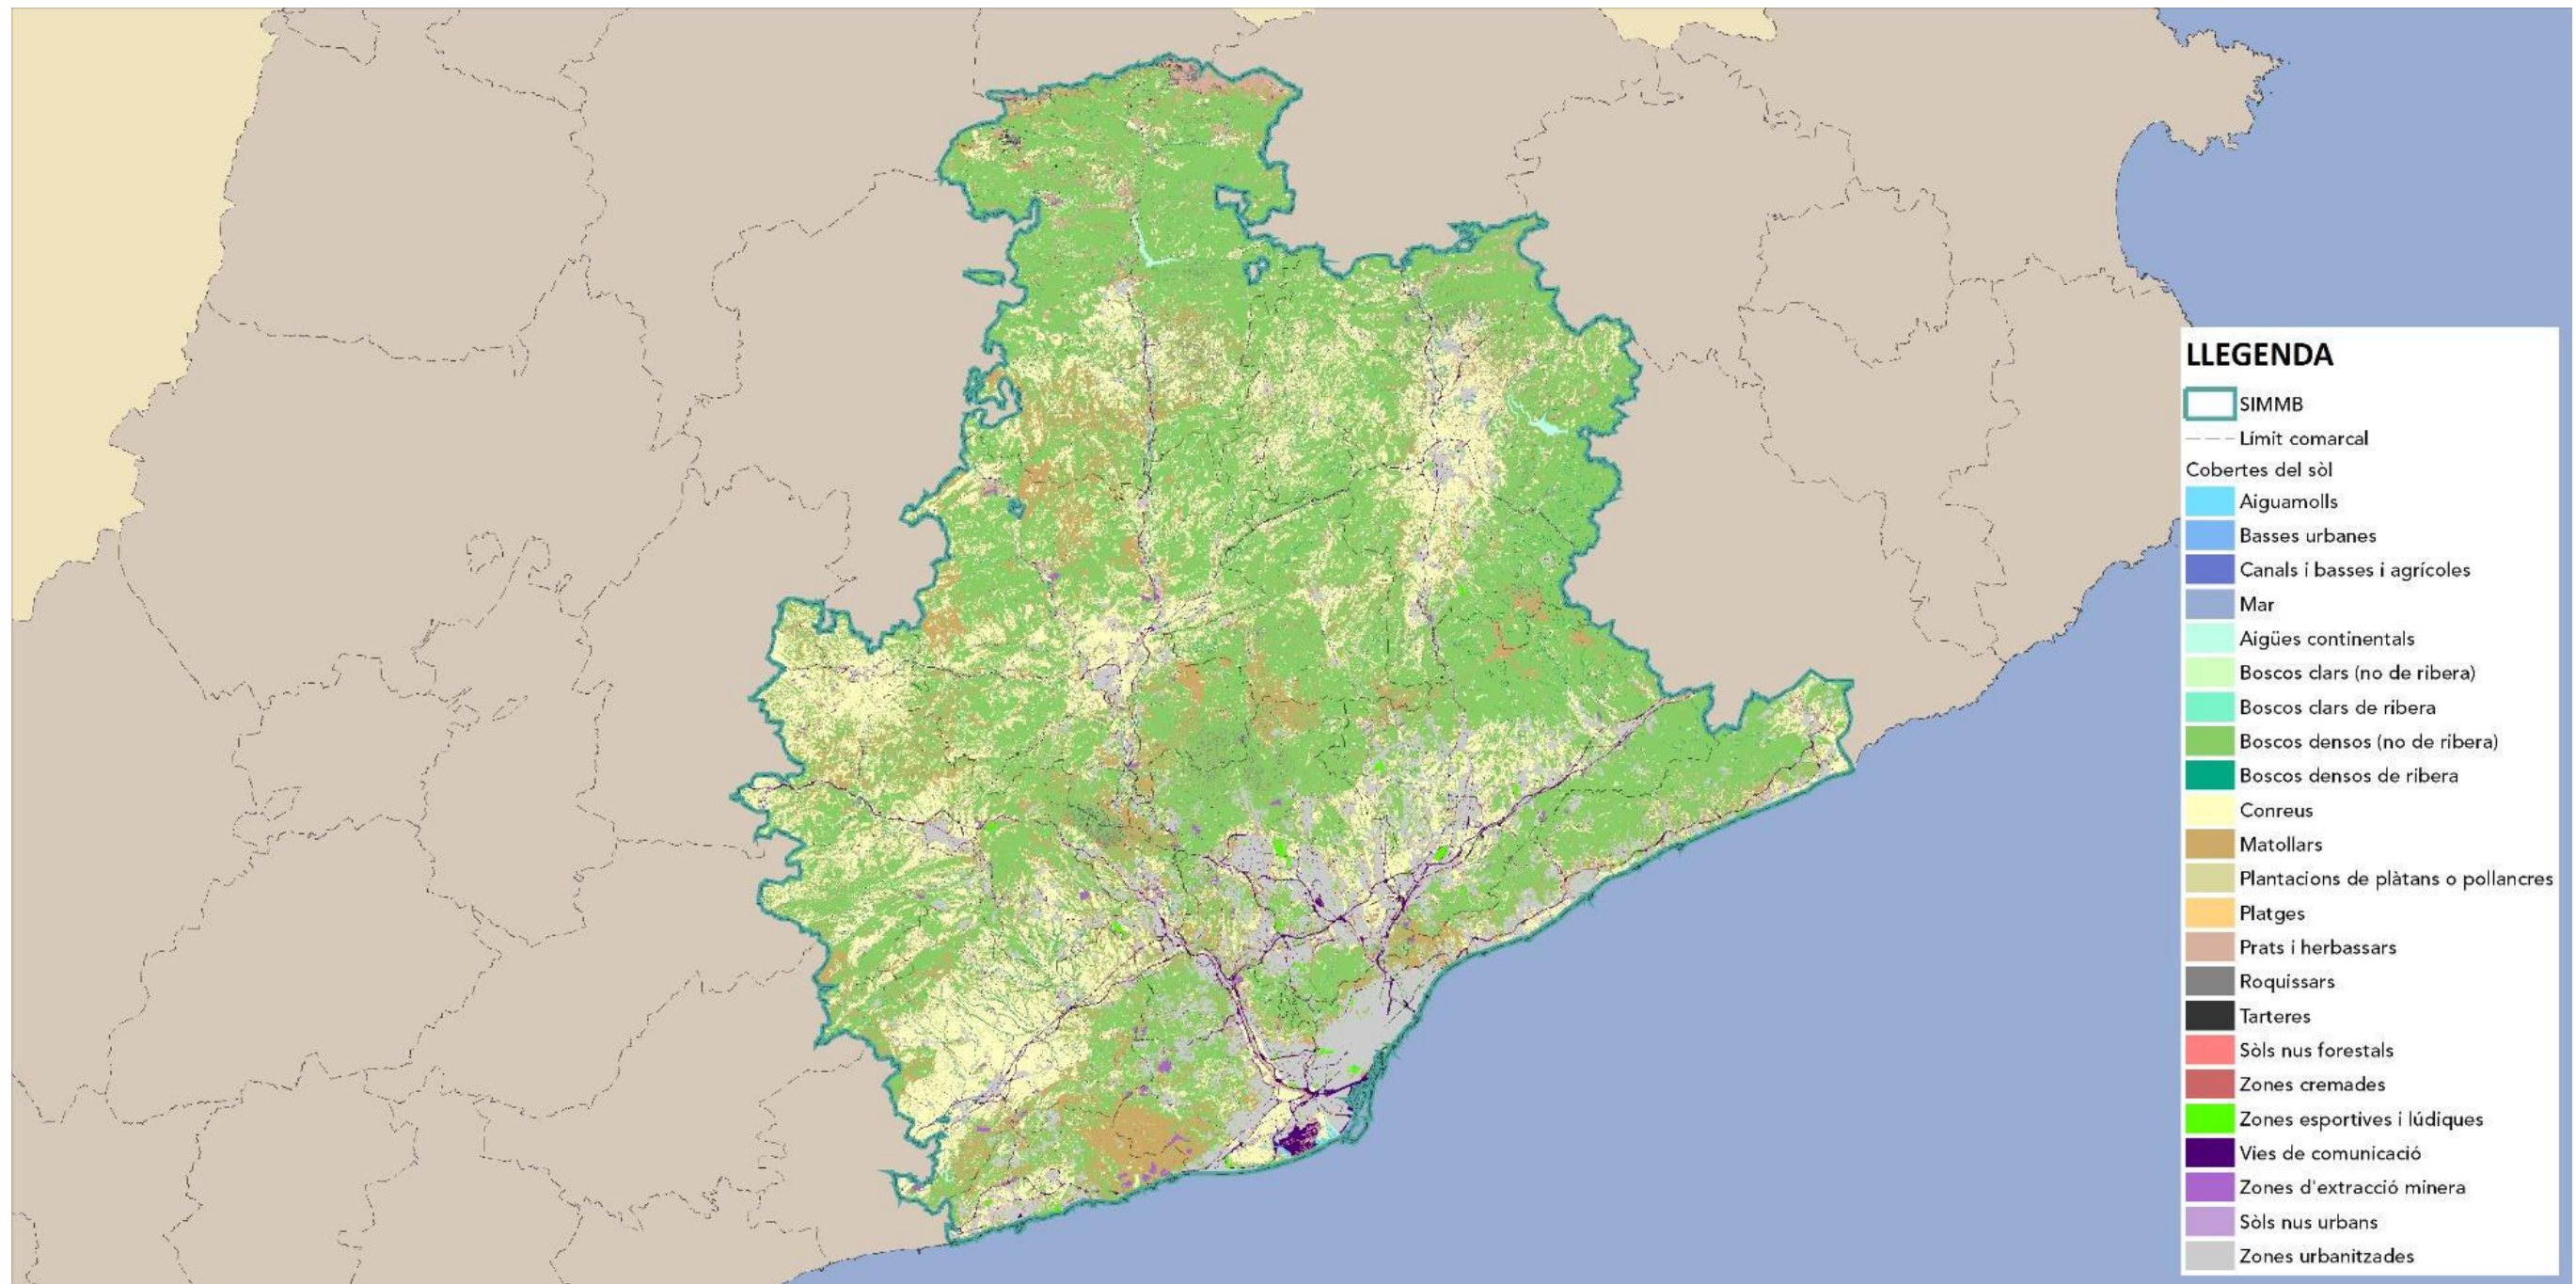 LLEGENDA
SIMMB
Límit comarcal
Cobertes del sòl
Aiguamolls
Basses urbanes
Canals i basses i agrícoles
Mar
Aigües continentals
Boscos clars (no de ribera)
Boscos clars de ribera
Boscos densos (no de ribera)
Boscos densos de ribera
Conreus
Matollars
Plantacions de plàtans o pollancres
Platges
Prats i herbassars
Roquissars
Tarteres
Sòls nus forestals
Zones cremades
Zones esportives i lúdiques
Vies de comunicació
Zones d'extracció minera
Sòls nus urbans
Zones urbanitzades